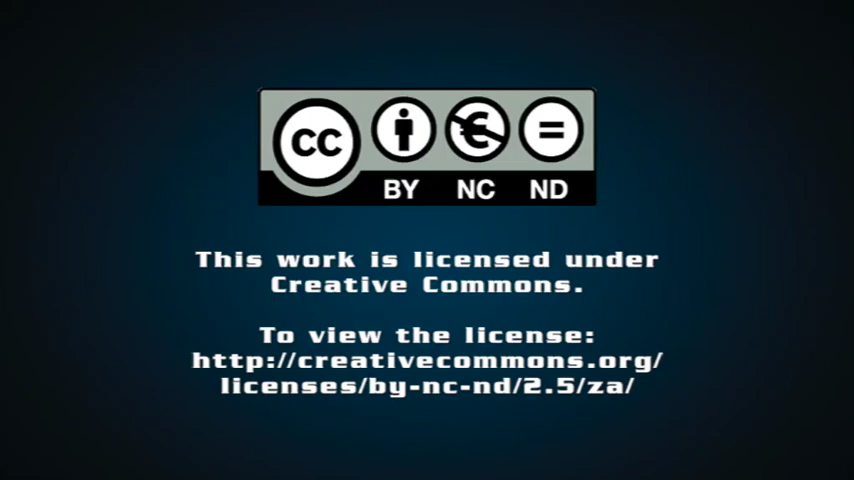 CC
BY NC ND
This work is licensed under
Creative Commons.
To view the license:
http://creativecommons.org/
licenses/by-nc-nd/2.5/za/